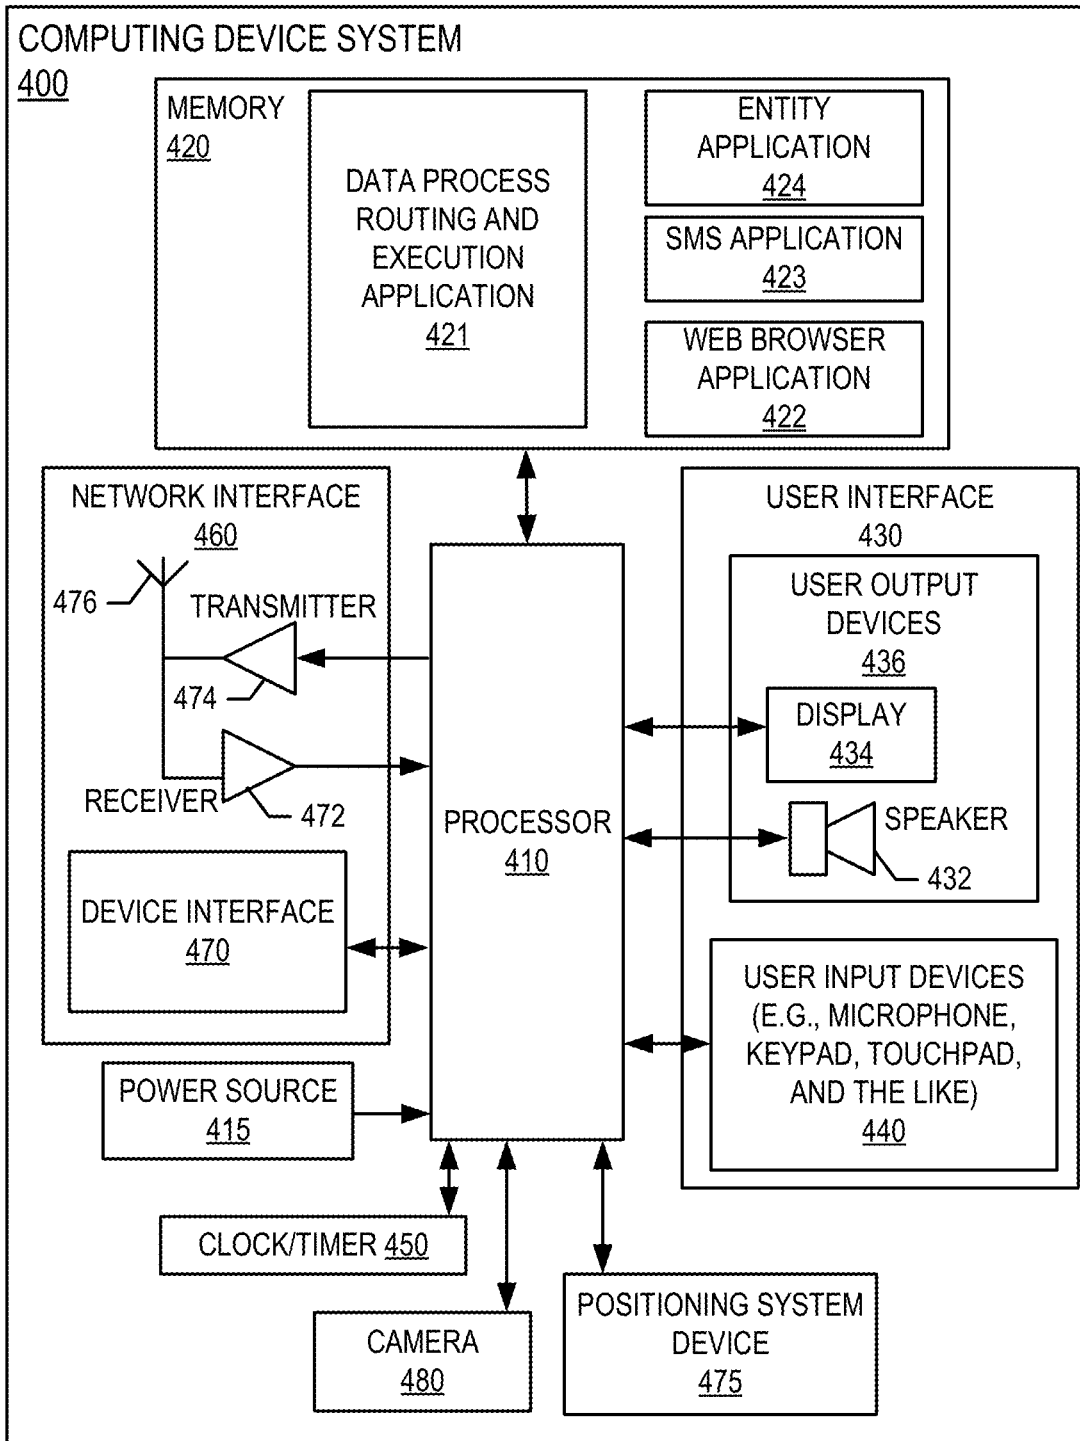 COMPUTING DEVICE SYSTEM
400
MEMORY
420
DATA PROCESS
ROUTING AND
EXECUTION
APPLICATION
421
ENTITY
APPLICATION
424
SMS APPLICATION
423
WEB BROWSER
APPLICATION
422
NETWORK INTERFACE
460
476
TRANSMITTER
474
RECEIVER
472
DEVICE INTERFACE
470
PROCESSOR
410
USER INTERFACE
430
USER OUTPUT
DEVICES
436
DISPLAY
434
SPEAKER
432
USER INPUT DEVICES
(E.G., MICROPHONE,
KEYPAD, TOUCHPAD,
AND THE LIKE)
440
POWER SOURCE
415
CLOCK/TIMER 450
CAMERA
480
POSITIONING SYSTEM
DEVICE
475